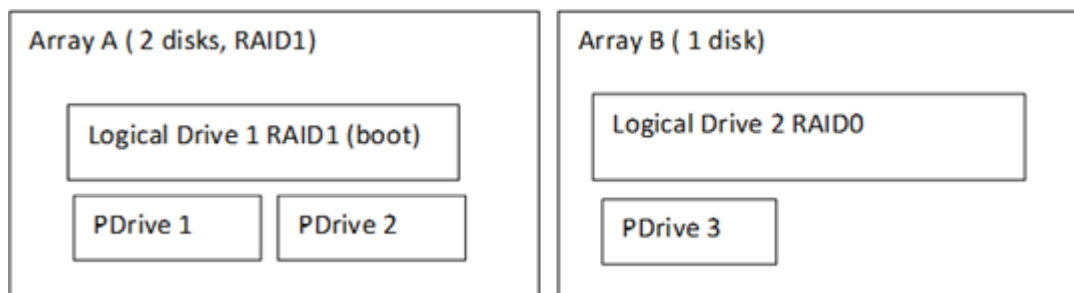 Array A ( 2 disks, RAID1)
Logical Drive 1 RAID1 (boot)
PDrive 1
PDrive 2
Array B ( 1 disk)
Logical Drive 2 RAID0
PDrive 3